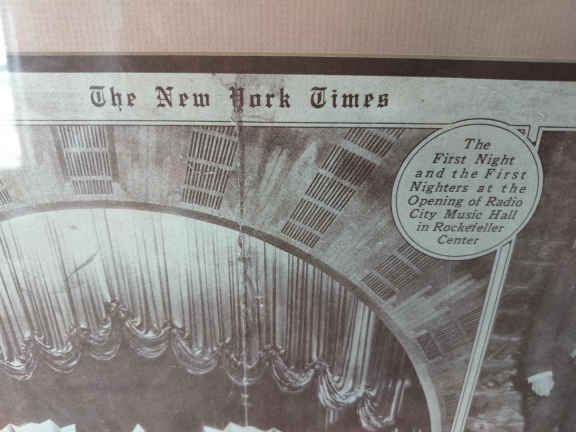 The New York Times
The
First Night
and the First
Nighters at the
Opening of Radio
City Music Hall
in Rockefeller
Center